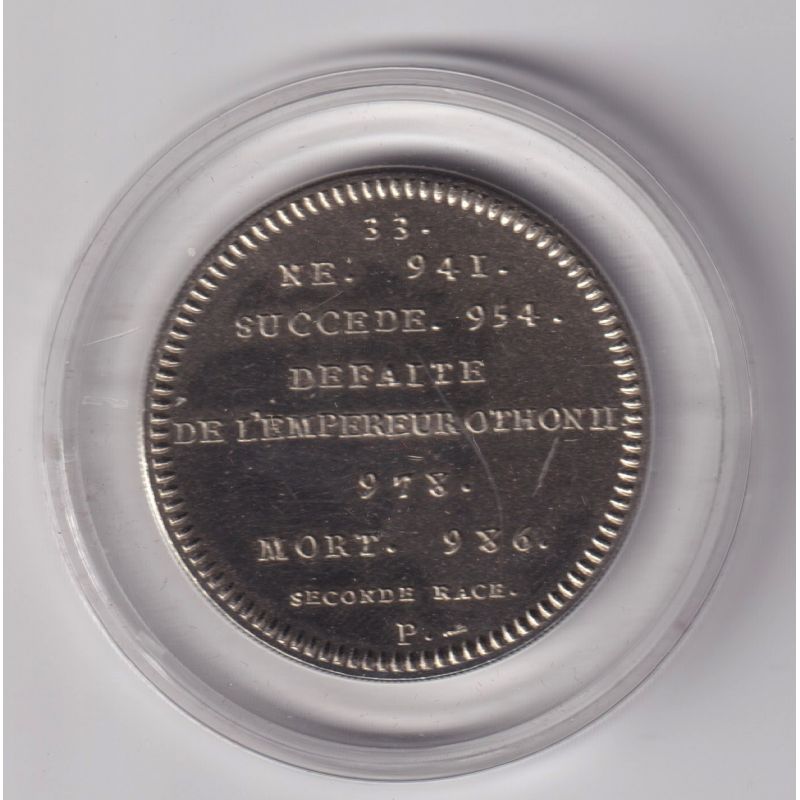 33.
NE. 941.
SUCCEDE. 954.
DEFAITE
DE L'EMPEREUR OTHON II
978.
MORT. 986.
SECONDE RACE.
P.